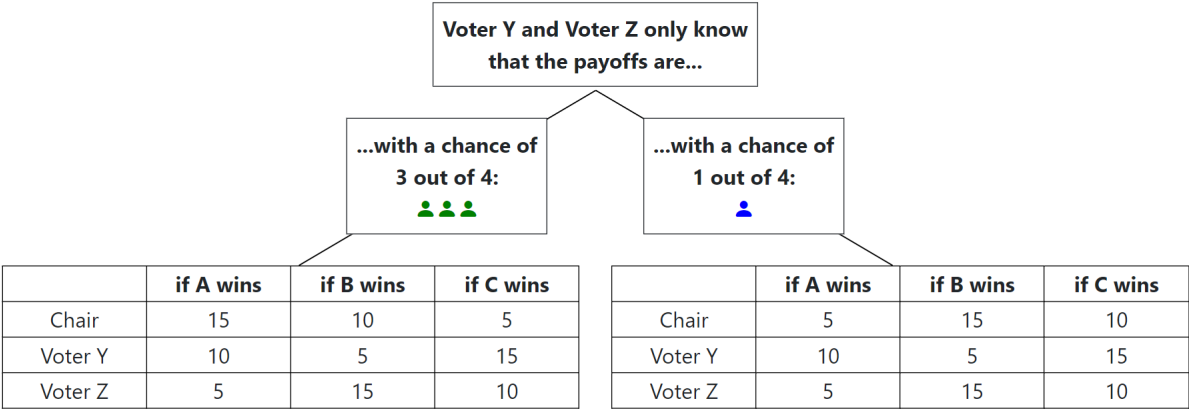 Voter Y and Voter Z only know
that the payoffs are...
...with a chance of
3 out of 4:
...with a chance of
1 out of 4:
if A wins if B wins if C wins
Chair 15 10 5
Voter Y 10 5 15
Voter Z 5 15 10
if A wins if B wins if C wins
Chair 5 15 10
Voter Y 10 5 15
Voter Z 5 15 10